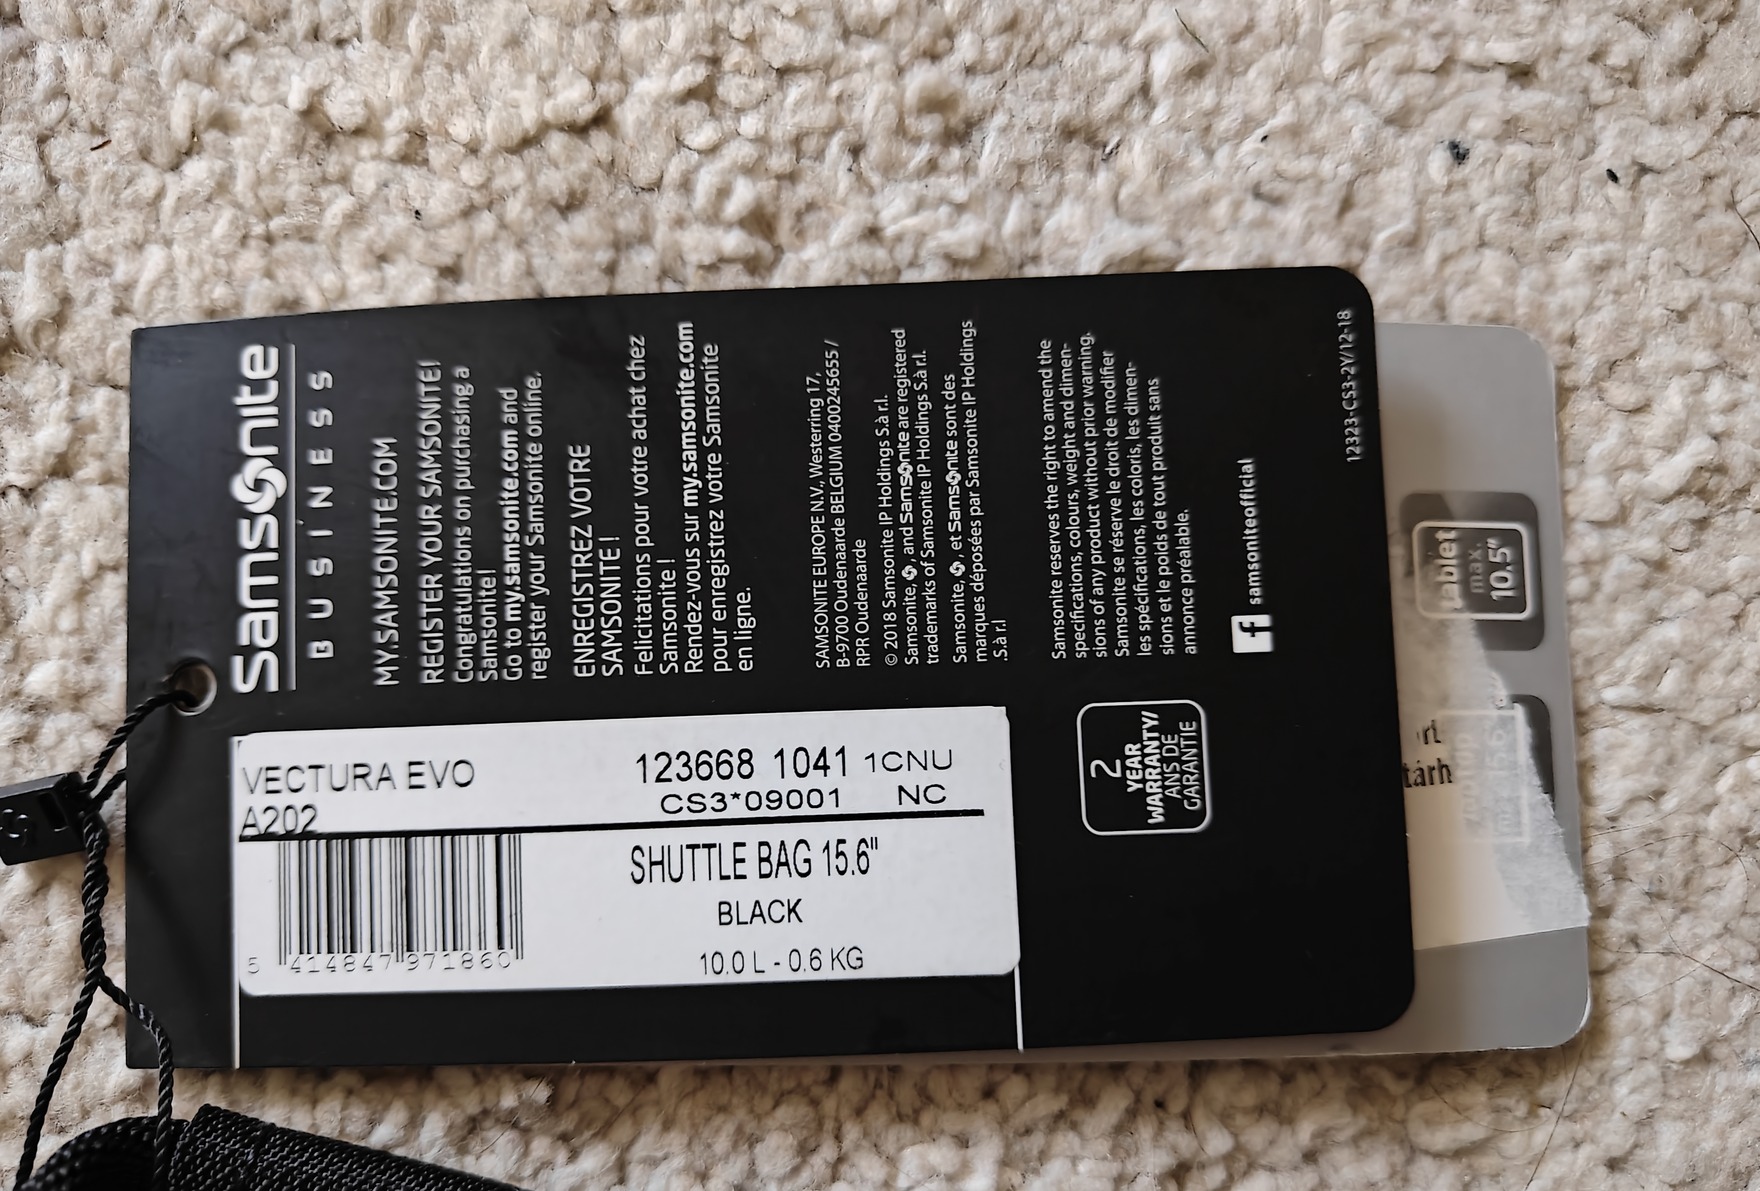 Samsonite
BUSINESS
MY.SAMSONITE.COM
REGISTER YOUR SAMSONITE!
Congratulations on purchasing a
Samsonite!
Go to my.samsonite.com and
register your Samsonite online.
ENREGISTREZ VOTRE
SAMSONITE !
Felicitations pour votre achat chez
Samsonite !
Rendez-vous sur my.samsonite.com
pour enregistrez votre Samsonite
en ligne.
SAMSONITE EUROPE N.V., Westerring 17,
B-9700 Oudenaarde BELGIUM 0400245655 /
RPR Oudenaarde
© 2018 Samsonite IP Holdings S.à r.l.
Samsonite, , and Samsonite are registered
trademarks of Samsonite IP Holdings S.à r.l.
Samsonite, , et Samsonite sont des
marques déposées par Samsonite IP Holdings
.S.à r.l
Samsonite reserves the right to amend the
specifications, colours, weight and dimen-
sions of any product without prior warning.
Samsonite se réserve le droit de modifier
les spécifications, les coloris, les dimen-
sions et le poids de tout produit sans
annonce préalable.
samsoniteofficial
12323-CS3-2Y/12-18
VECTURA EVO
A202
123668 1041 1CNU
CS3*09001 NC
SHUTTLE BAG 15.6"
BLACK
10.0 L - 0.6 KG
5 414847 971860
2
YEAR
WARRANTY/
ANS DE
GARANTIE
tablet
max.
10.5"
tárh